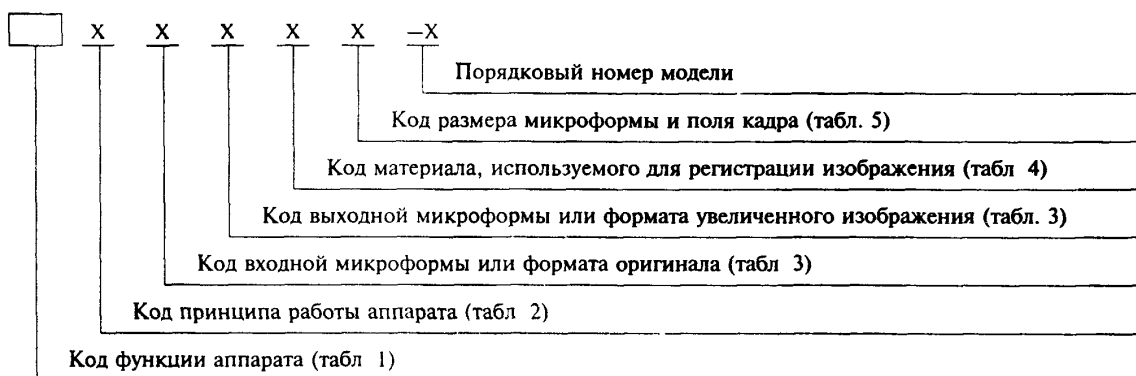 Х Х Х Х Х –Х
Порядковый номер модели
Код размера микроформы и поля кадра (табл. 5)
Код материала, используемого для регистрации изображения (табл 4)
Код выходной микроформы или формата увеличенного изображения (табл. 3)
Код входной микроформы или формата оригинала (табл 3)
Код принципа работы аппарата (табл 2)
Код функции аппарата (табл 1)